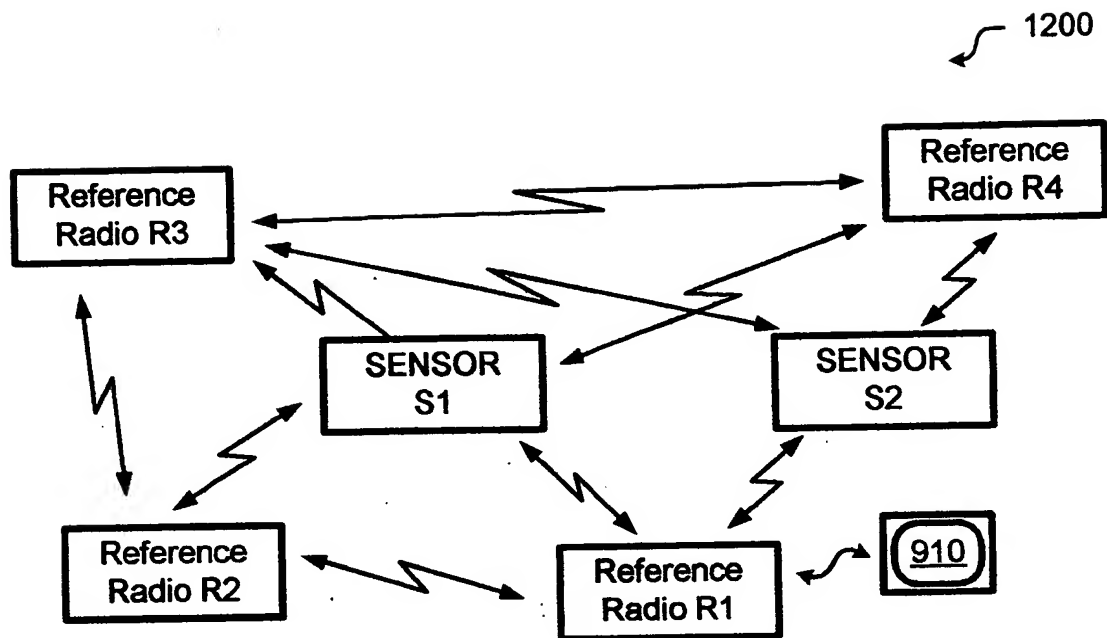 1200
Reference
Radio R4
Reference
Radio R3
SENSOR
S1
SENSOR
S2
Reference
Radio R2
Reference
Radio R1
910